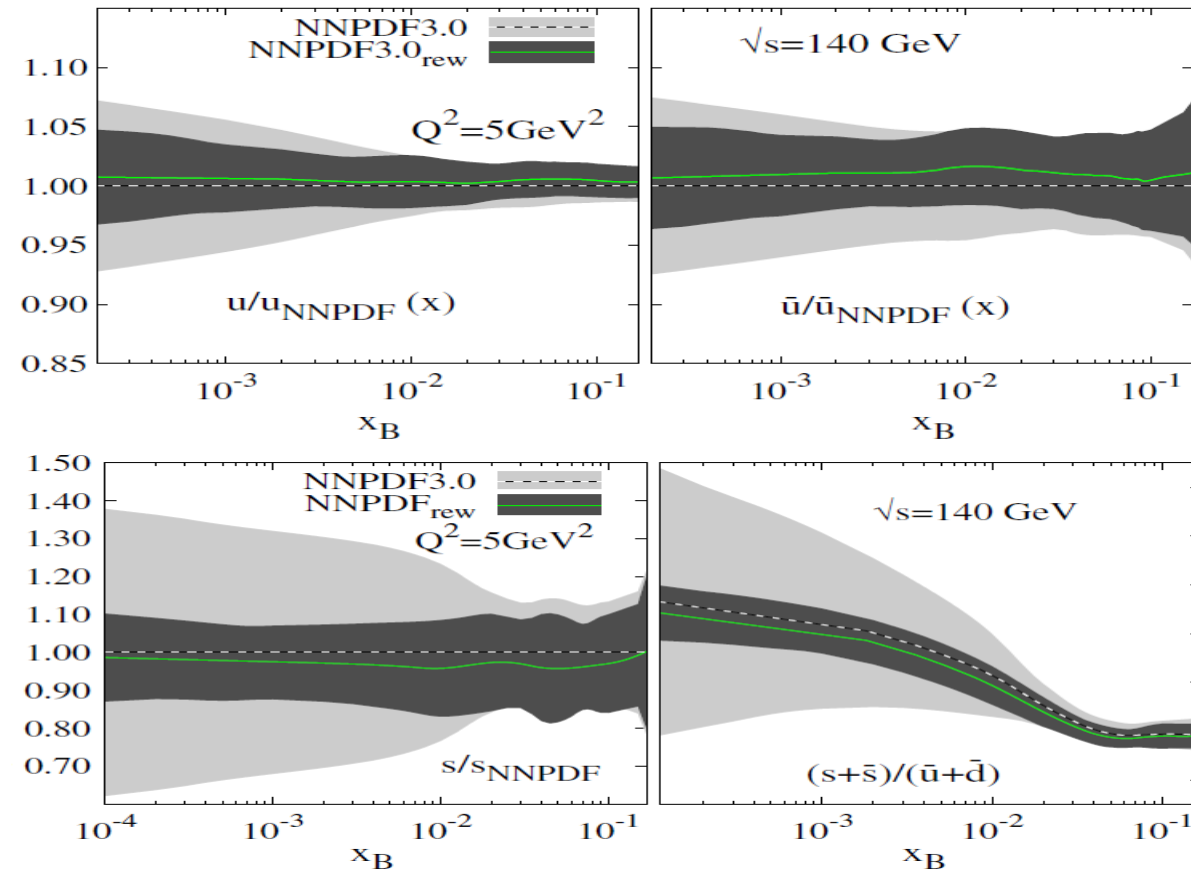 NNPDF3.0
NNPDF3.0rew
Q²=5GeV²
1.15
1.10
1.05
1.00
0.95
0.90
0.85
u/uNNPDF (x)
10⁻³
10⁻²
10⁻¹
xB
√s=140 GeV
ū/ūNNPDF (x)
10⁻³
10⁻²
10⁻¹
xB
NNPDF3.0
NNPDFrew
Q²=5GeV²
1.50
1.40
1.30
1.20
1.10
1.00
0.90
0.80
0.70
s/sNNPDF
10⁻⁴
10⁻³
10⁻²
10⁻¹
xB
√s=140 GeV
(s+s̄)/(ū+d̄)
10⁻³
10⁻²
10⁻¹
xB